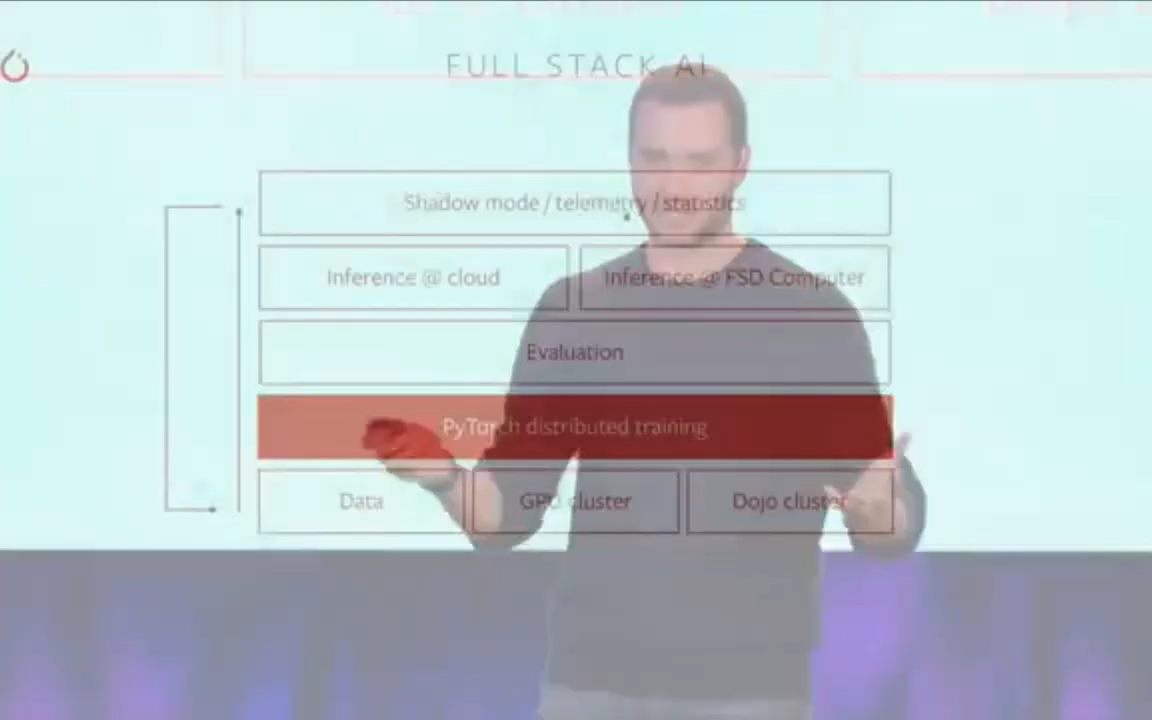 FULL STACK AI
Shadow mode / telemetry / statistics
Inference @ cloud
Inference @ FSD Computer
Evaluation
PyTorch distributed training
Data
GPU cluster
Dojo cluster